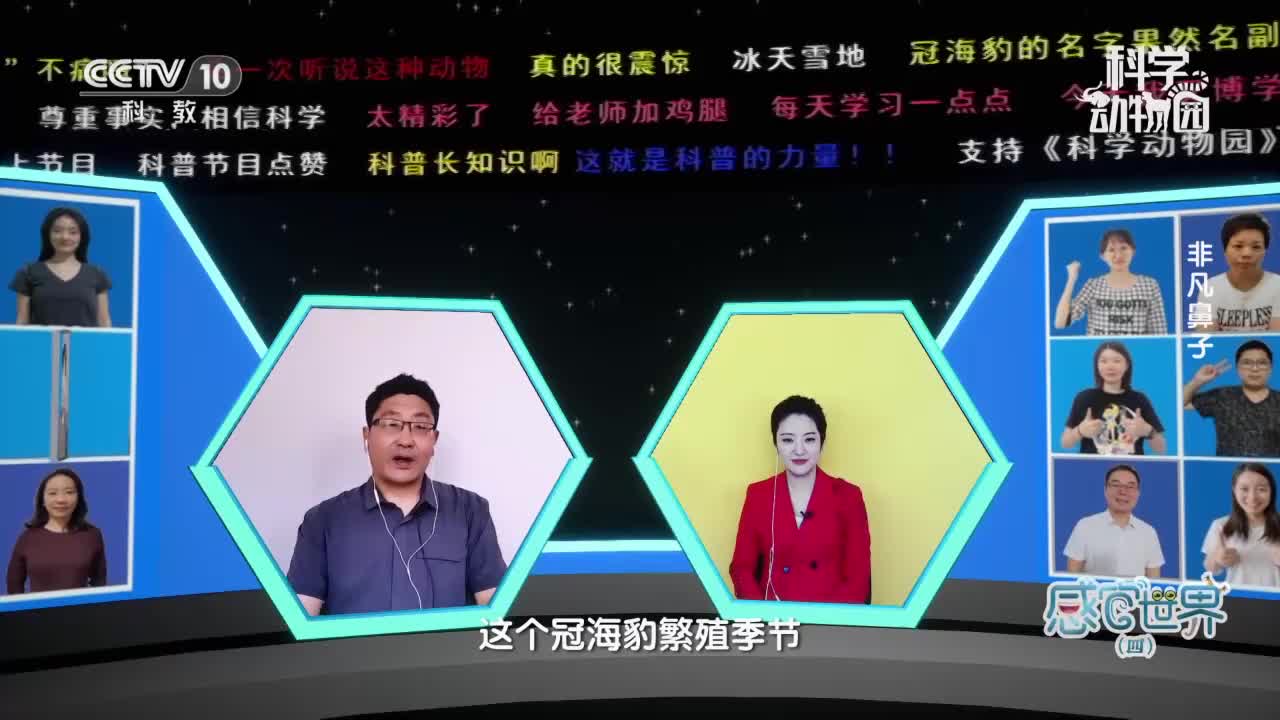 ” 不 一次听说这种动物 真的很震惊 冰天雪地 冠海豹的名字果然名副
CCTV 10
科教
科学
动物园
尊重事实，相信科学 太精彩了 给老师加鸡腿 每天学习一点点 博学
上节目 科普节目点赞 科普长知识啊 这就是科普的力量！！ 支持《科学动物园》
非凡鼻子
SLEEPLESS
感官世界
（四）
这个冠海豹繁殖季节